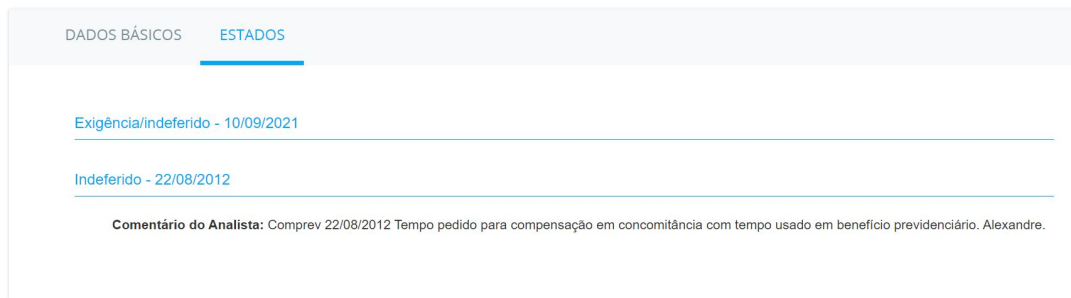 DADOS BÁSICOS ESTADOS
Exigência/indeferido - 10/09/2021
Indeferido - 22/08/2012
Comentário do Analista: Comprev 22/08/2012 Tempo pedido para compensação em concomitância com tempo usado em benefício previdenciário. Alexandre.